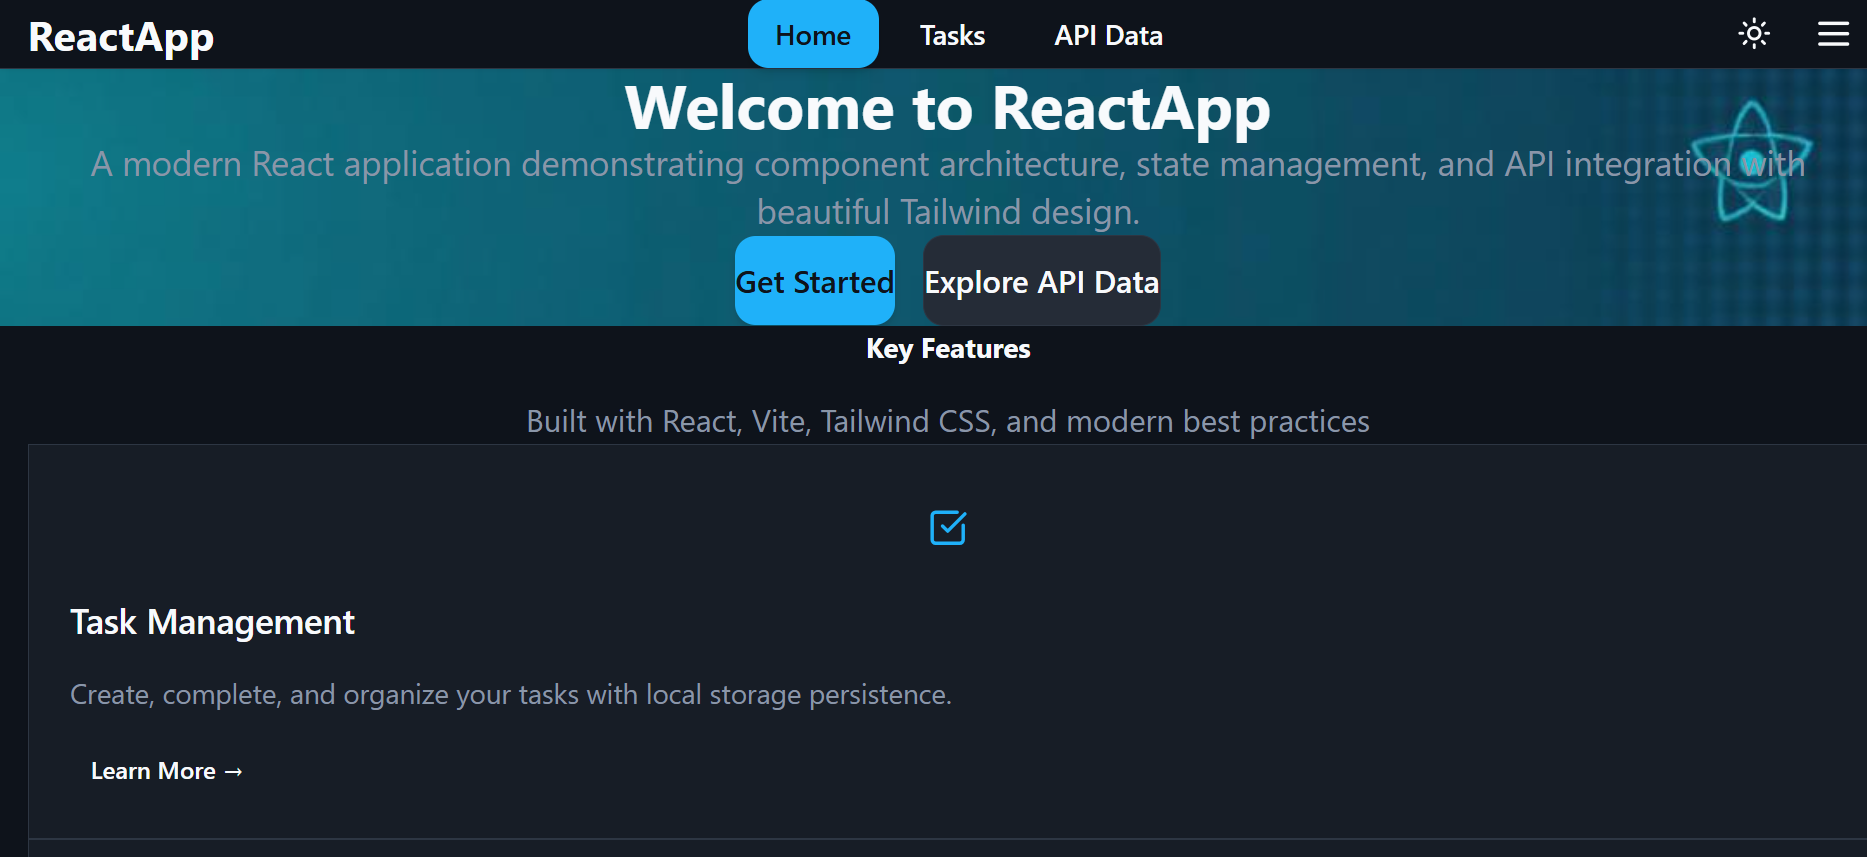 ReactApp
Home
Tasks
API Data
Welcome to ReactApp
A modern React application demonstrating component architecture, state management, and API integration with
beautiful Tailwind design.
Get Started
Explore API Data
Key Features
Built with React, Vite, Tailwind CSS, and modern best practices
Task Management
Create, complete, and organize your tasks with local storage persistence.
Learn More →